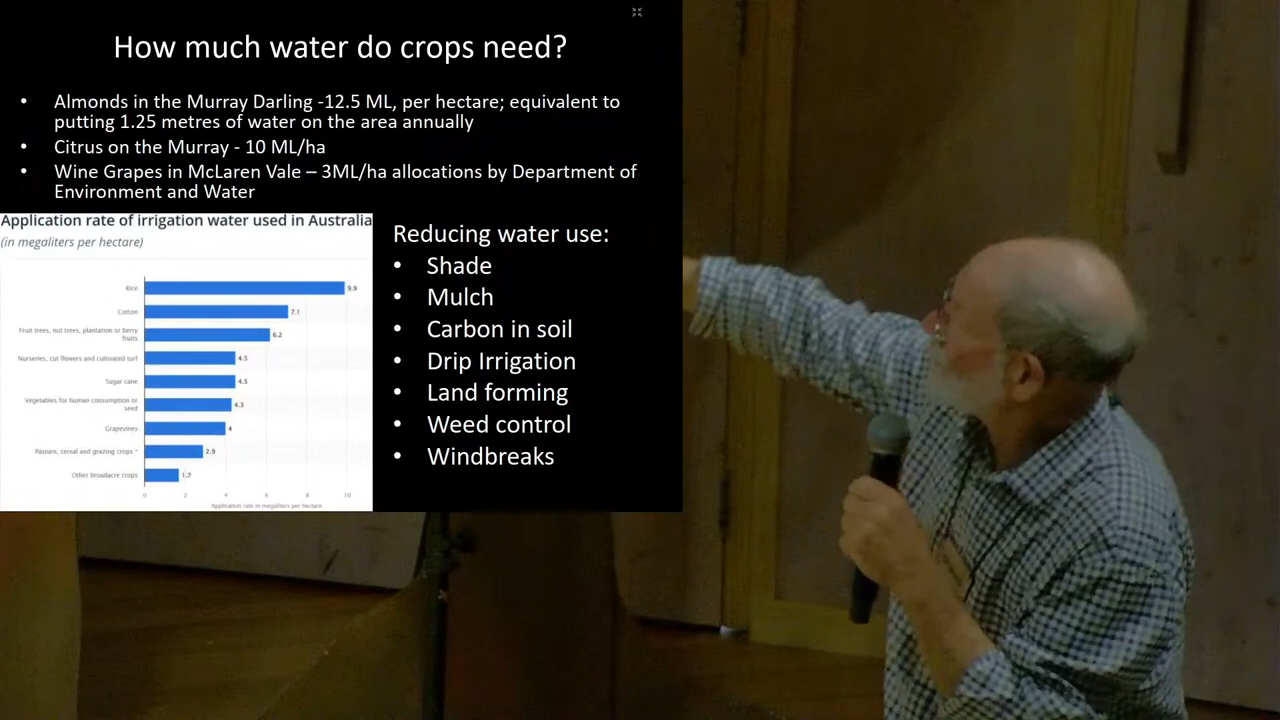 How much water do crops need?
• Almonds in the Murray Darling -12.5 ML, per hectare; equivalent to
putting 1.25 metres of water on the area annually
• Citrus on the Murray - 10 ML/ha
• Wine Grapes in McLaren Vale – 3ML/ha allocations by Department of
Environment and Water
Application rate of irrigation water used in Australia
(in megaliters per hectare)
Rice 9.9
Cotton 7.1
Fruit trees, nut trees, plantation or berry
fruits 6.2
Nurseries, cut flowers and cultivated turf 4.5
Sugar cane 4.5
Vegetables for human consumption or
seed 4.3
Grapevines 4
Pasture, cereal and grazing crops * 2.9
Other broadacre crops 1.7
0 2 4 6 8 10
Application rate in megaliters per hectare
Reducing water use:
• Shade
• Mulch
• Carbon in soil
• Drip Irrigation
• Land forming
• Weed control
• Windbreaks